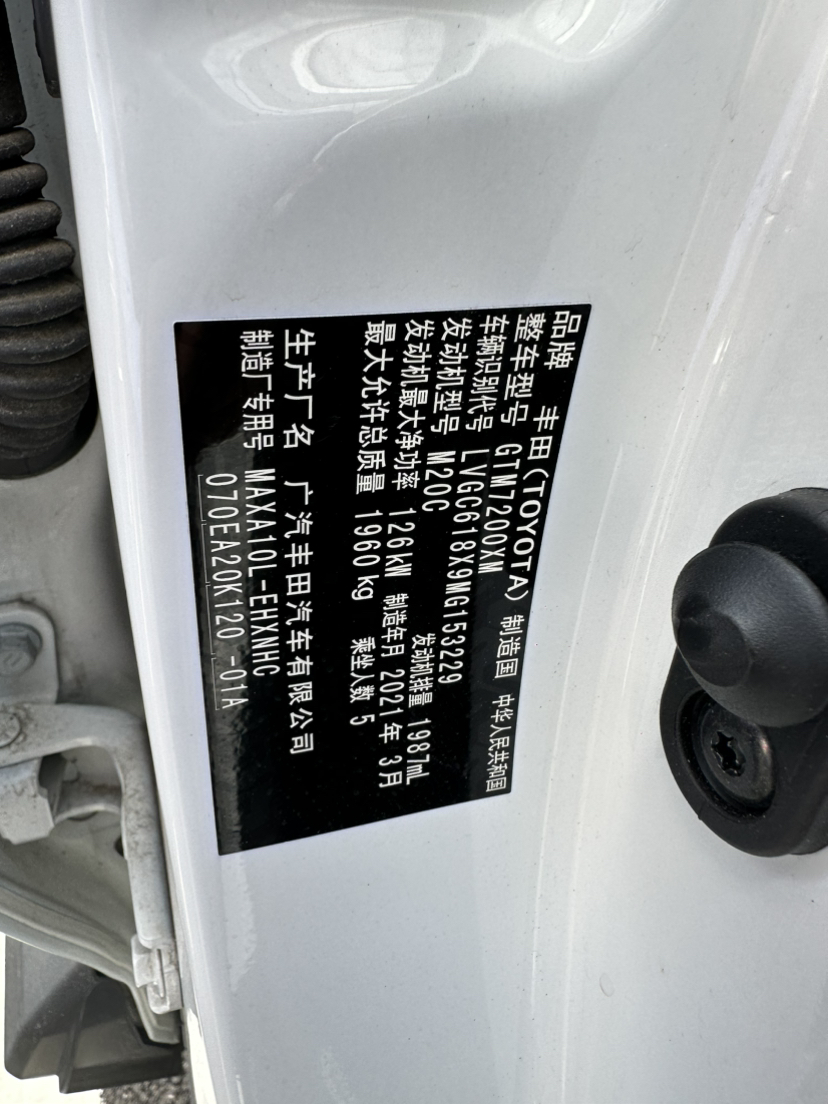 品牌 丰田(TOYOTA) 制造国 中华人民共和国
整车型号 GTM7200XM
车辆识别代号 LVGC618X9MG153229
发动机型号 M20C 发动机排量 1987mL
发动机最大净功率 126kW 制造年月 2021年 3月
最大允许总质量 1960kg 乘坐人数 5
生产厂名 广汽丰田汽车有限公司
制造厂专用号 MAXA10L-EHXNHC
070EA20K120 -01A